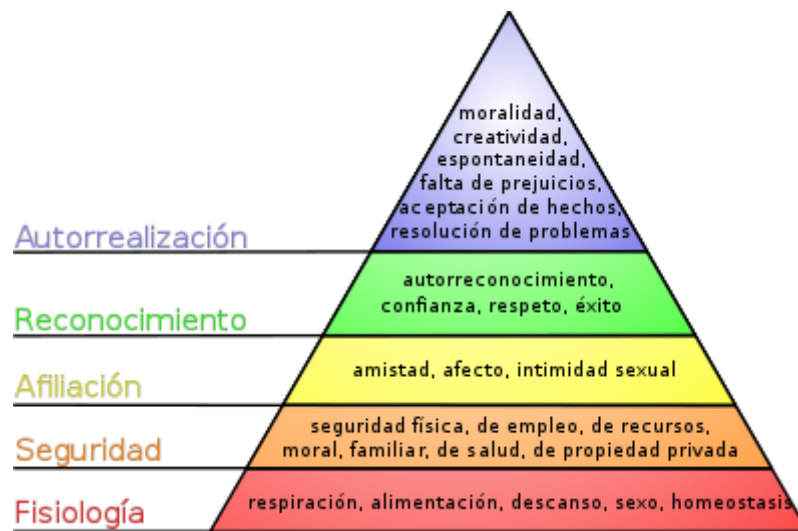 moralidad,
creatividad,
espontaneidad,
falta de prejuicios,
aceptación de hechos,
resolución de problemas
Autorrealización
autorreconocimiento,
confianza, respeto, éxito
Reconocimiento
amistad, afecto, intimidad sexual
Afiliación
seguridad física, de empleo, de recursos,
moral, familiar, de salud, de propiedad privada
Seguridad
respiración, alimentación, descanso, sexo, homeostasis
Fisiología